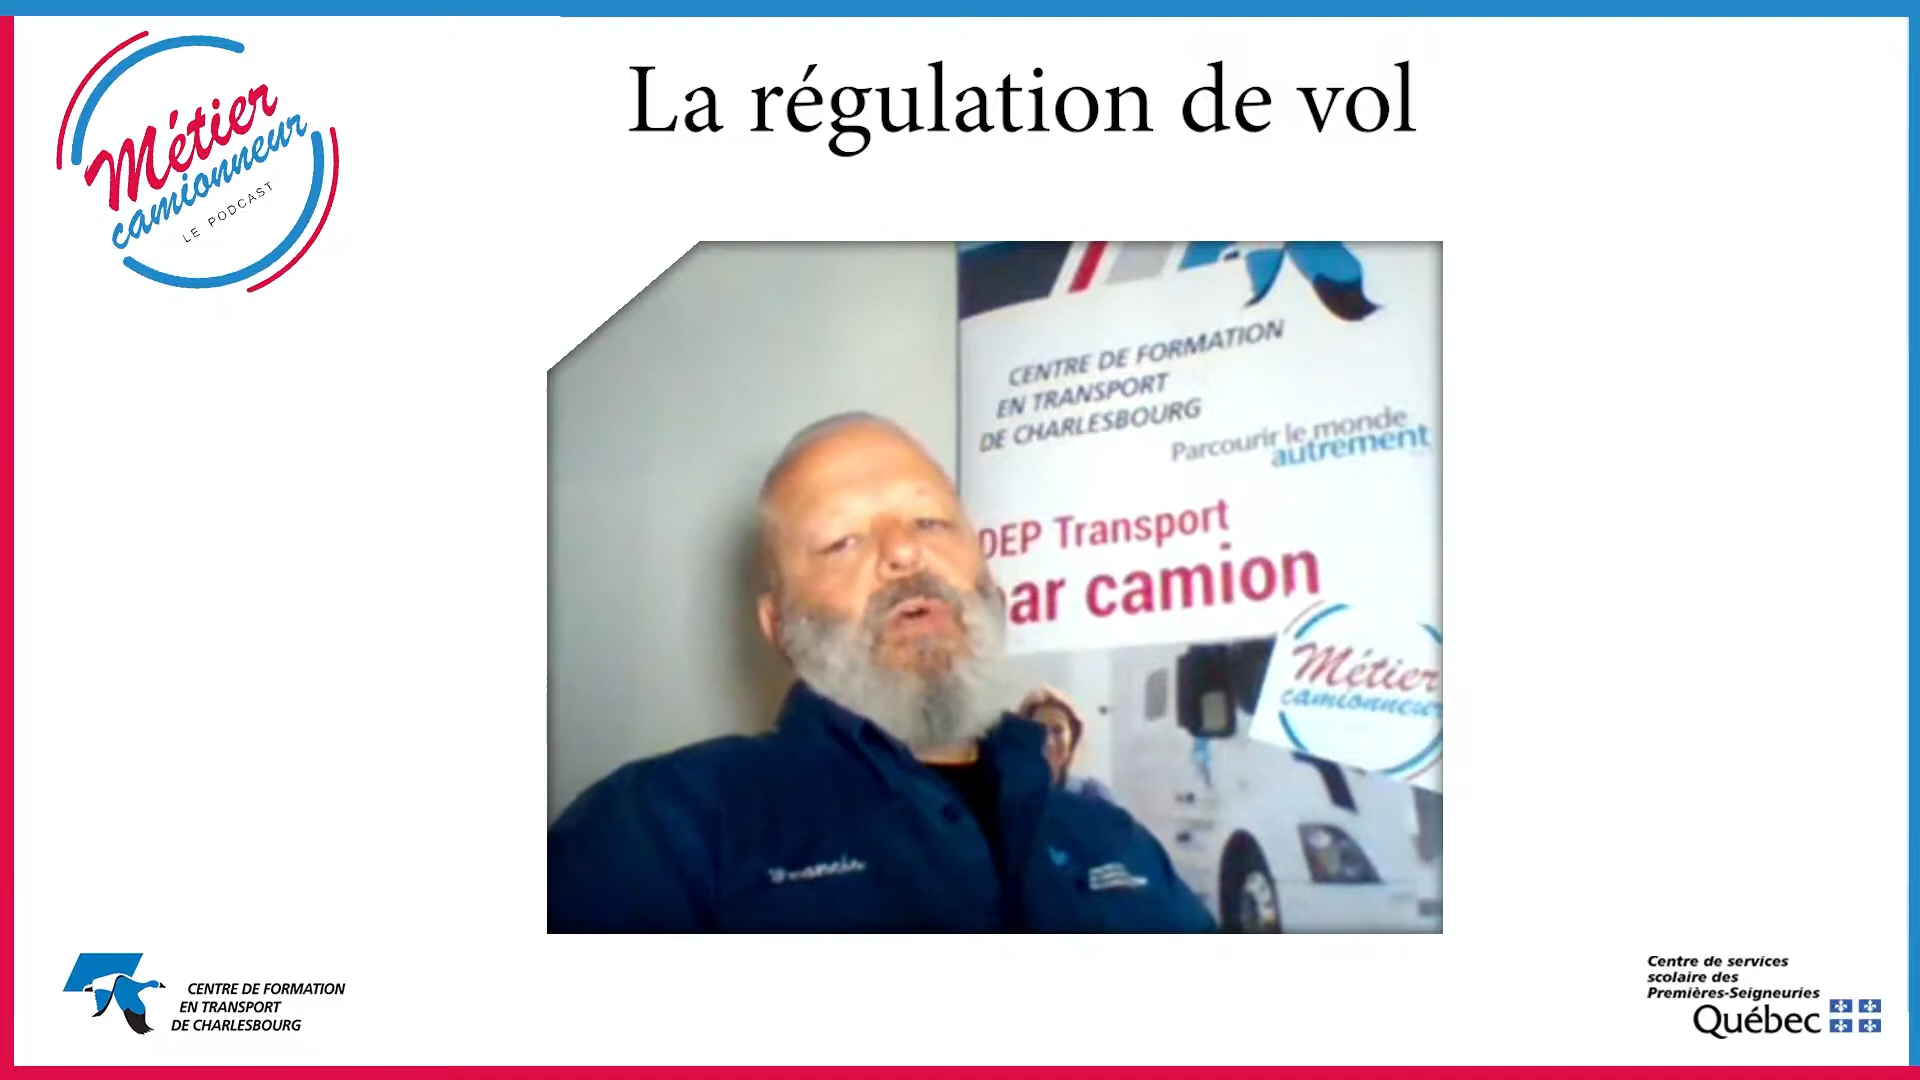 Métier
camionneur
LE PODCAST
La régulation de vol
CENTRE DE FORMATION
EN TRANSPORT
DE CHARLESBOURG
Parcourir le monde
autrement
DEP Transport
par camion
Métier
camionneur
Francis
CENTRE DE FORMATION
EN TRANSPORT
DE CHARLESBOURG
Centre de services
scolaire des
Premières-Seigneuries
Québec